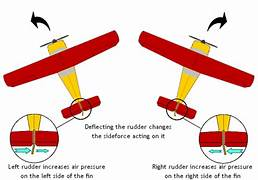 Deflecting the rudder changes
the sideforce acting on it
Left rudder increases air pressure
on the left side of the fin
Right rudder increases air pressure
on the right side of the fin